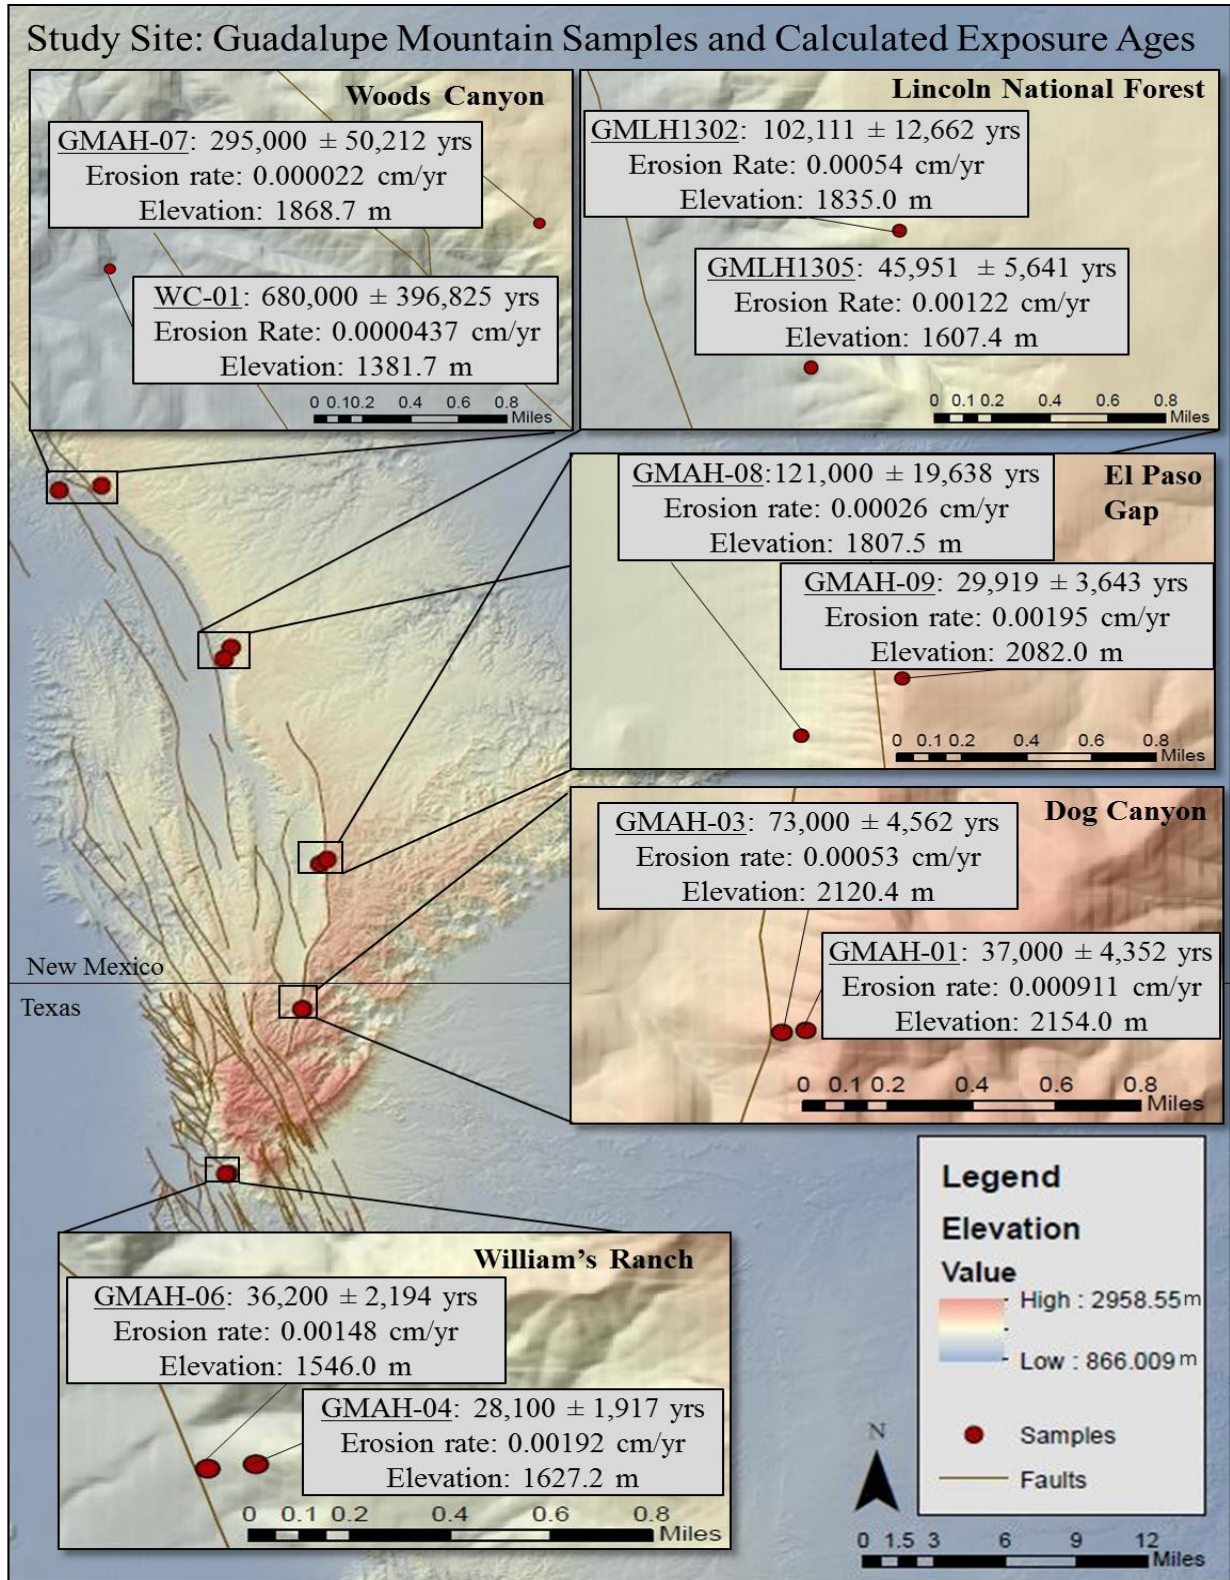 Study Site: Guadalupe Mountain Samples and Calculated Exposure Ages
Woods Canyon
GMAH-07: 295,000 ± 50,212 yrs
Erosion rate: 0.000022 cm/yr
Elevation: 1868.7 m
WC-01: 680,000 ± 396,825 yrs
Erosion Rate: 0.0000437 cm/yr
Elevation: 1381.7 m
0 0.1 0.2 0.4 0.6 0.8
Miles
Lincoln National Forest
GMLH1302: 102,111 ± 12,662 yrs
Erosion Rate: 0.00054 cm/yr
Elevation: 1835.0 m
GMLH1305: 45,951 ± 5,641 yrs
Erosion Rate: 0.00122 cm/yr
Elevation: 1607.4 m
0 0.1 0.2 0.4 0.6 0.8
Miles
El Paso
Gap
GMAH-08:121,000 ± 19,638 yrs
Erosion rate: 0.00026 cm/yr
Elevation: 1807.5 m
GMAH-09: 29,919 ± 3,643 yrs
Erosion rate: 0.00195 cm/yr
Elevation: 2082.0 m
0 0.1 0.2 0.4 0.6 0.8
Miles
Dog Canyon
GMAH-03: 73,000 ± 4,562 yrs
Erosion rate: 0.00053 cm/yr
Elevation: 2120.4 m
GMAH-01: 37,000 ± 4,352 yrs
Erosion rate: 0.000911 cm/yr
Elevation: 2154.0 m
0 0.1 0.2 0.4 0.6 0.8
Miles
New Mexico
Texas
William's Ranch
GMAH-06: 36,200 ± 2,194 yrs
Erosion rate: 0.00148 cm/yr
Elevation: 1546.0 m
GMAH-04: 28,100 ± 1,917 yrs
Erosion rate: 0.00192 cm/yr
Elevation: 1627.2 m
0 0.1 0.2 0.4 0.6 0.8
Miles
Legend
Elevation
Value
High : 2958.55 m
Low : 866.009 m
Samples
Faults
N
0 1.5 3 6 9 12
Miles